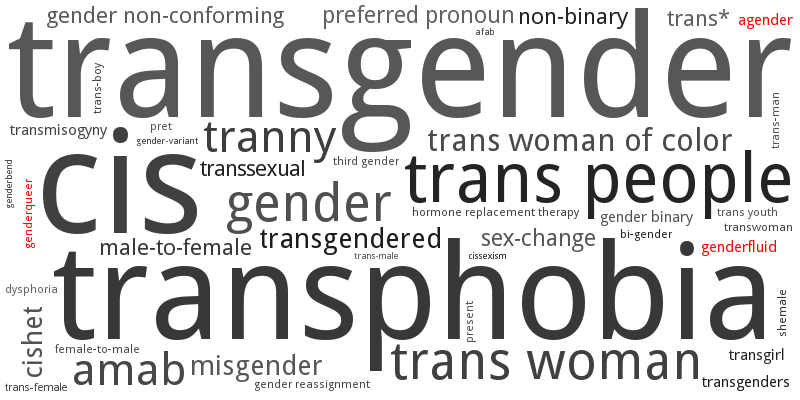 gender non-conforming
preferred pronoun
non-binary
trans*
agender
afab
transgender
trans-boy
trans-man
transmisogyny
pret
gender-variant
tranny
trans woman of color
cis
transsexual
third gender
trans people
genderbend
genderqueer
gender
hormone replacement therapy
gender binary
trans youth
transwoman
male-to-female
transgendered
sex-change
bi-gender
genderfluid
trans-male
cissexism
transphobia
dysphoria
cishet
present
shemale
female-to-male
amab
misgender
trans woman
transgirl
trans-female
gender reassignment
transgenders